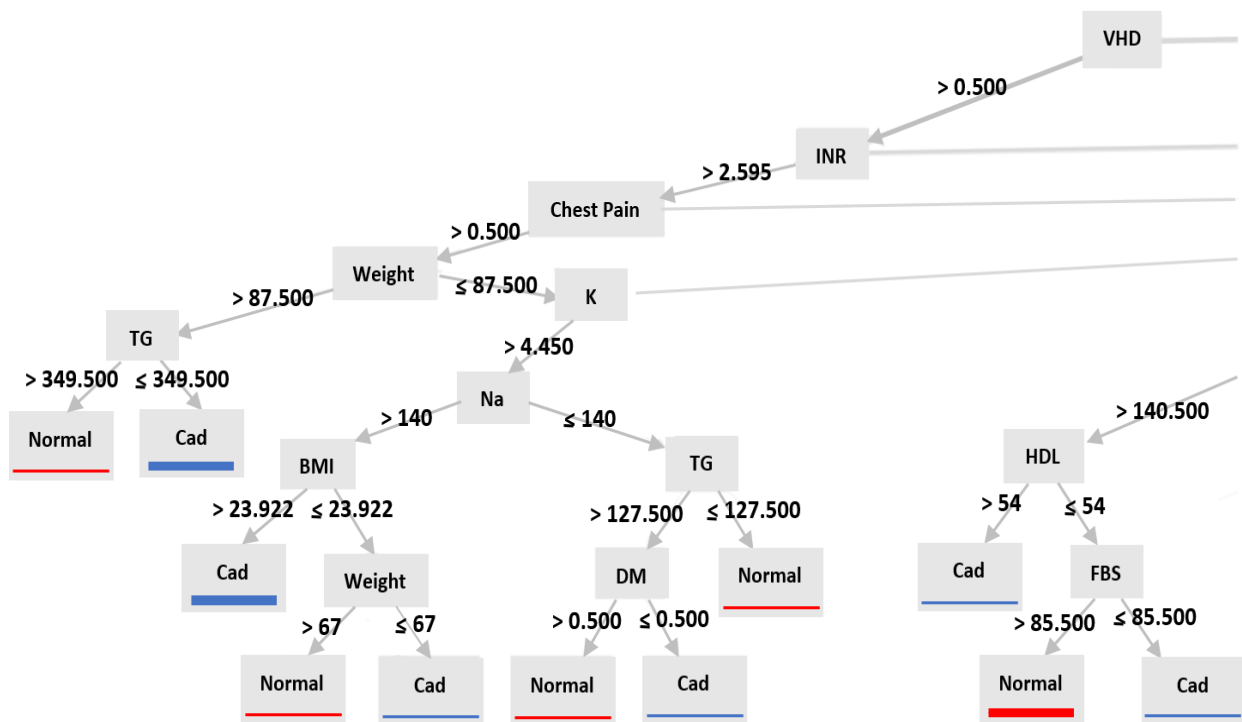 VHD
> 0.500
INR
> 2.595
Chest Pain
> 0.500
Weight
≤ 87.500
K
> 87.500
TG
> 4.450
> 349.500 ≤ 349.500
Na
> 140 ≤ 140
> 140.500
Normal
Cad
BMI
TG
HDL
> 23.922 ≤ 23.922
> 127.500 ≤ 127.500
> 54 ≤ 54
Cad
Weight
DM
Normal
Cad
FBS
> 67 ≤ 67
> 0.500 ≤ 0.500
> 85.500 ≤ 85.500
Normal
Cad
Normal
Cad
Normal
Cad